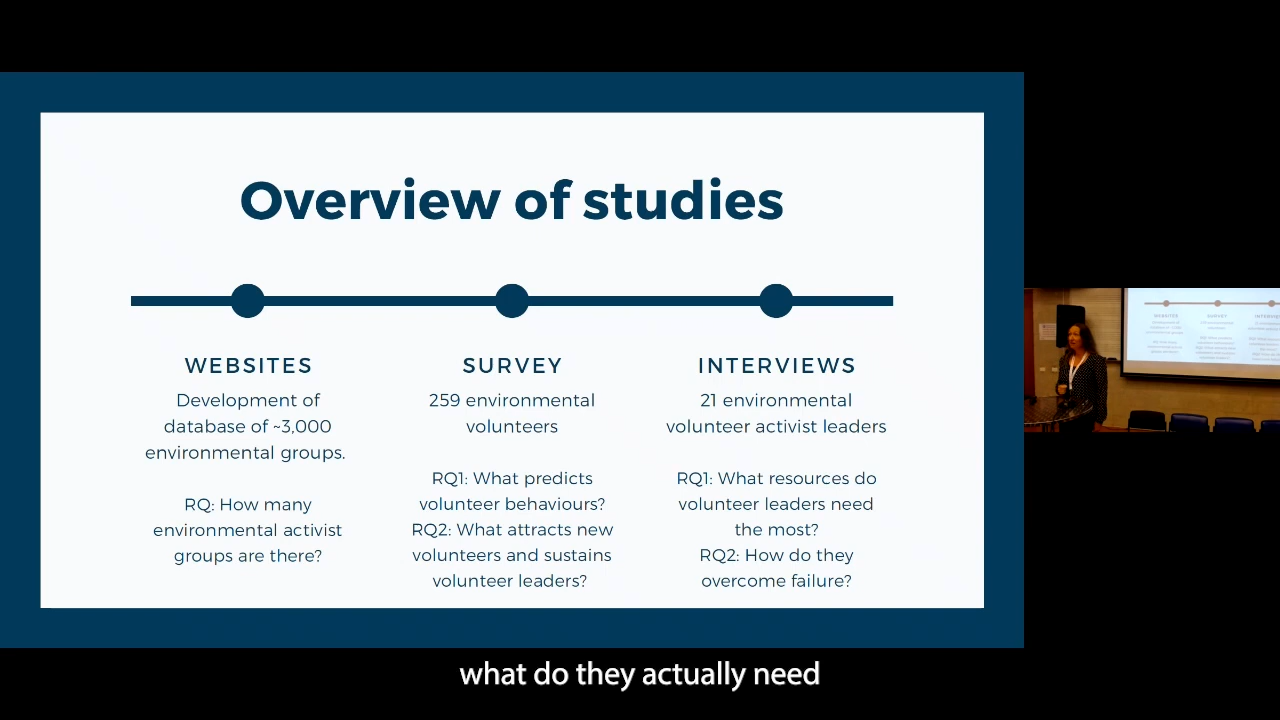 Overview of studies
WEBSITES
Development of
database of ~3,000
environmental groups.
RQ: How many
environmental activist
groups are there?
SURVEY
259 environmental
volunteers
RQ1: What predicts
volunteer behaviours?
RQ2: What attracts new
volunteers and sustains
volunteer leaders?
INTERVIEWS
21 environmental
volunteer activist leaders
RQ1: What resources do
volunteer leaders need
the most?
RQ2: How do they
overcome failure?
WEBSITES
SURVEY
what do they actually need